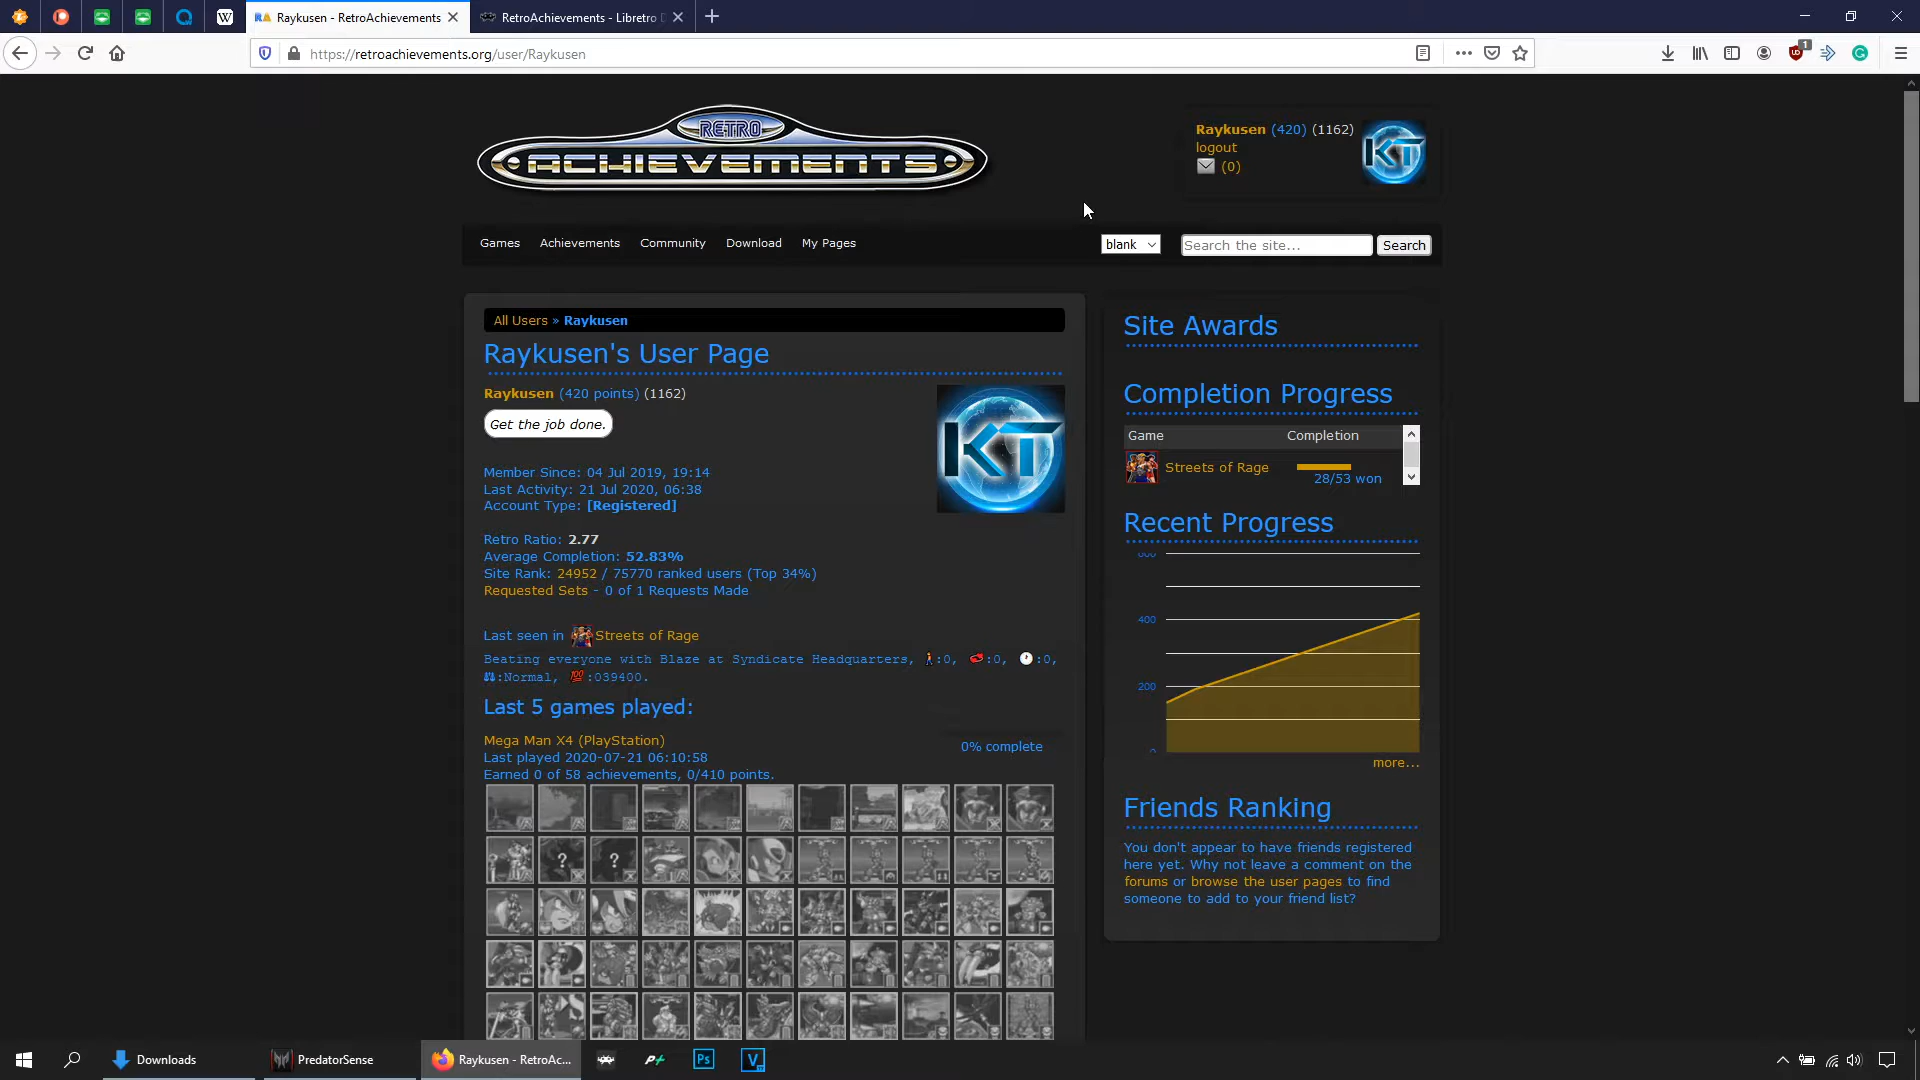 Raykusen - RetroAchievements
RetroAchievements - Libretro
https://retroachievements.org/user/Raykusen
1
RETRO
ACHIEVEMENTS
Raykusen (420) (1162)
logout
(0)
KT
Games
Achievements
Community
Download
My Pages
blank
Search the site...
Search
All Users » Raykusen
Raykusen's User Page
Raykusen (420 points) (1162)
Get the job done.
KT
Member Since: 04 Jul 2019, 19:14
Last Activity: 21 Jul 2020, 06:38
Account Type: [Registered]
Retro Ratio: 2.77
Average Completion: 52.83%
Site Rank: 24952 / 75770 ranked users (Top 34%)
Requested Sets - 0 of 1 Requests Made
Last seen in Streets of Rage
Beating everyone with Blaze at Syndicate Headquarters, 🚶:0, 🥩:0, 🕐:0,
:Normal, 💯:039400.
Last 5 games played:
Mega Man X4 (PlayStation)
Last played 2020-07-21 06:10:58
Earned 0 of 58 achievements, 0/410 points.
0% complete
Site Awards
Completion Progress
Game Completion
Streets of Rage
28/53 won
Recent Progress
600
400
200
0
more...
Friends Ranking
You don't appear to have friends registered
here yet. Why not leave a comment on the
forums or browse the user pages to find
someone to add to your friend list?
Downloads
PredatorSense
Raykusen - RetroAc...
Ps
V